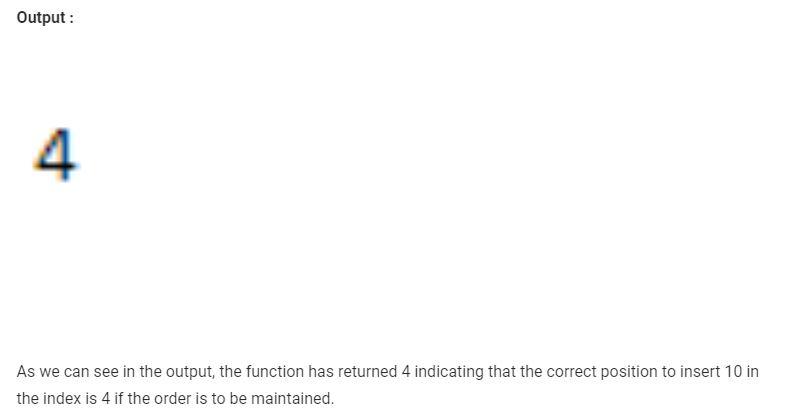 Output :
4
As we can see in the output, the function has returned 4 indicating that the correct position to insert 10 in
the index is 4 if the order is to be maintained.